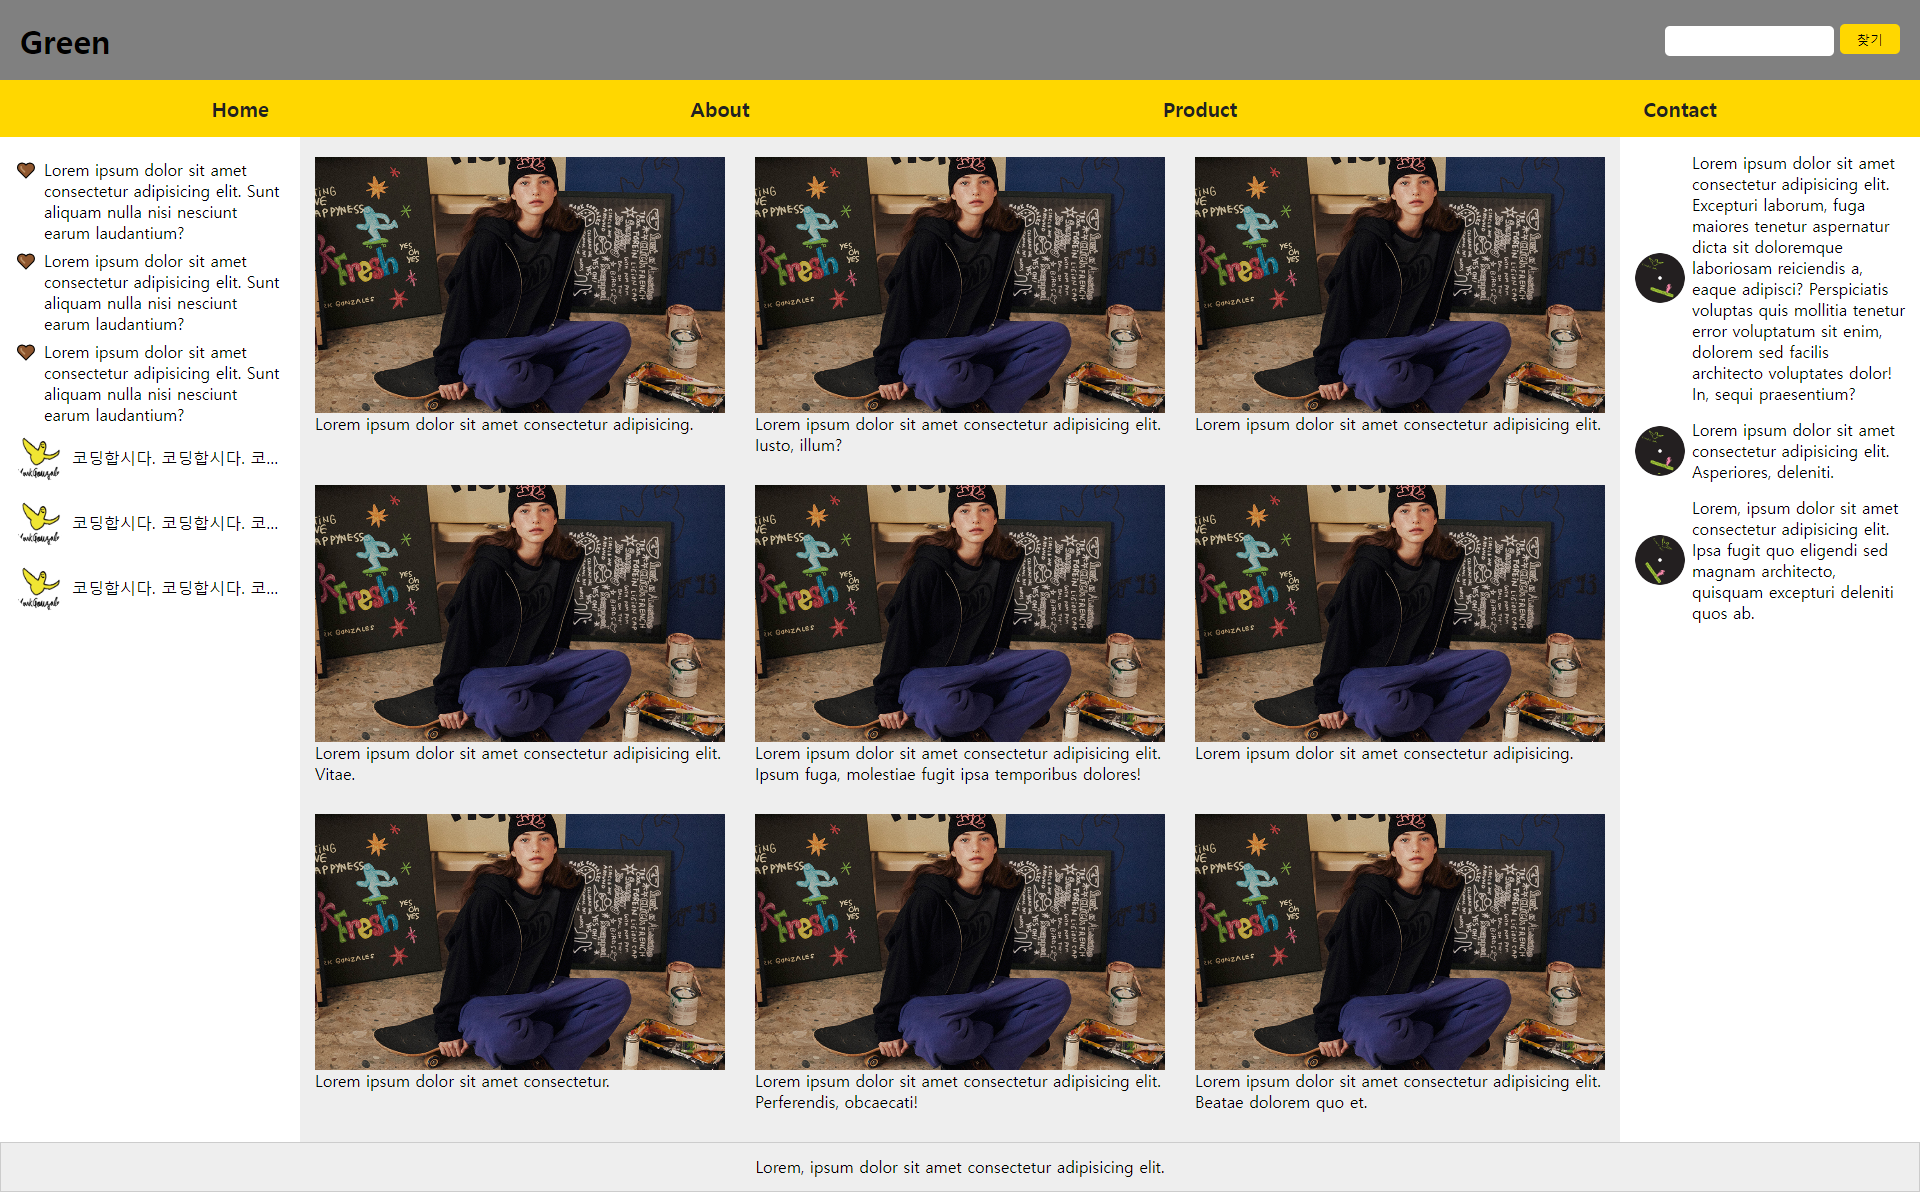 Green
찾기
Home
About
Product
Contact
Lorem ipsum dolor sit amet
consectetur adipisicing elit. Sunt
aliquam nulla nisi nesciunt
earum laudantium?
Lorem ipsum dolor sit amet
consectetur adipisicing elit. Sunt
aliquam nulla nisi nesciunt
earum laudantium?
Lorem ipsum dolor sit amet
consectetur adipisicing elit. Sunt
aliquam nulla nisi nesciunt
earum laudantium?
코딩합시다. 코딩합시다. 코...
코딩합시다. 코딩합시다. 코...
코딩합시다. 코딩합시다. 코...
Lorem ipsum dolor sit amet consectetur adipisicing.
Lorem ipsum dolor sit amet consectetur adipisicing elit.
Iusto, illum?
Lorem ipsum dolor sit amet consectetur adipisicing elit.
Lorem ipsum dolor sit amet consectetur adipisicing elit.
Vitae.
Lorem ipsum dolor sit amet consectetur adipisicing elit.
Ipsum fuga, molestiae fugit ipsa temporibus dolores!
Lorem ipsum dolor sit amet consectetur adipisicing.
Lorem ipsum dolor sit amet consectetur.
Lorem ipsum dolor sit amet consectetur adipisicing elit.
Perferendis, obcaecati!
Lorem ipsum dolor sit amet consectetur adipisicing elit.
Beatae dolorem quo et.
Lorem ipsum dolor sit amet
consectetur adipisicing elit.
Excepturi laborum, fuga
maiores tenetur aspernatur
dicta sit doloremque
laboriosam reiciendis a,
eaque adipisci? Perspiciatis
voluptas quis mollitia tenetur
error voluptatum sit enim,
dolorem sed facilis
architecto voluptates dolor!
In, sequi praesentium?
Lorem ipsum dolor sit amet
consectetur adipisicing elit.
Asperiores, deleniti.
Lorem, ipsum dolor sit amet
consectetur adipisicing elit.
Ipsa fugit quo eligendi sed
magnam architecto,
quisquam excepturi deleniti
quos ab.
Lorem, ipsum dolor sit amet consectetur adipisicing elit.